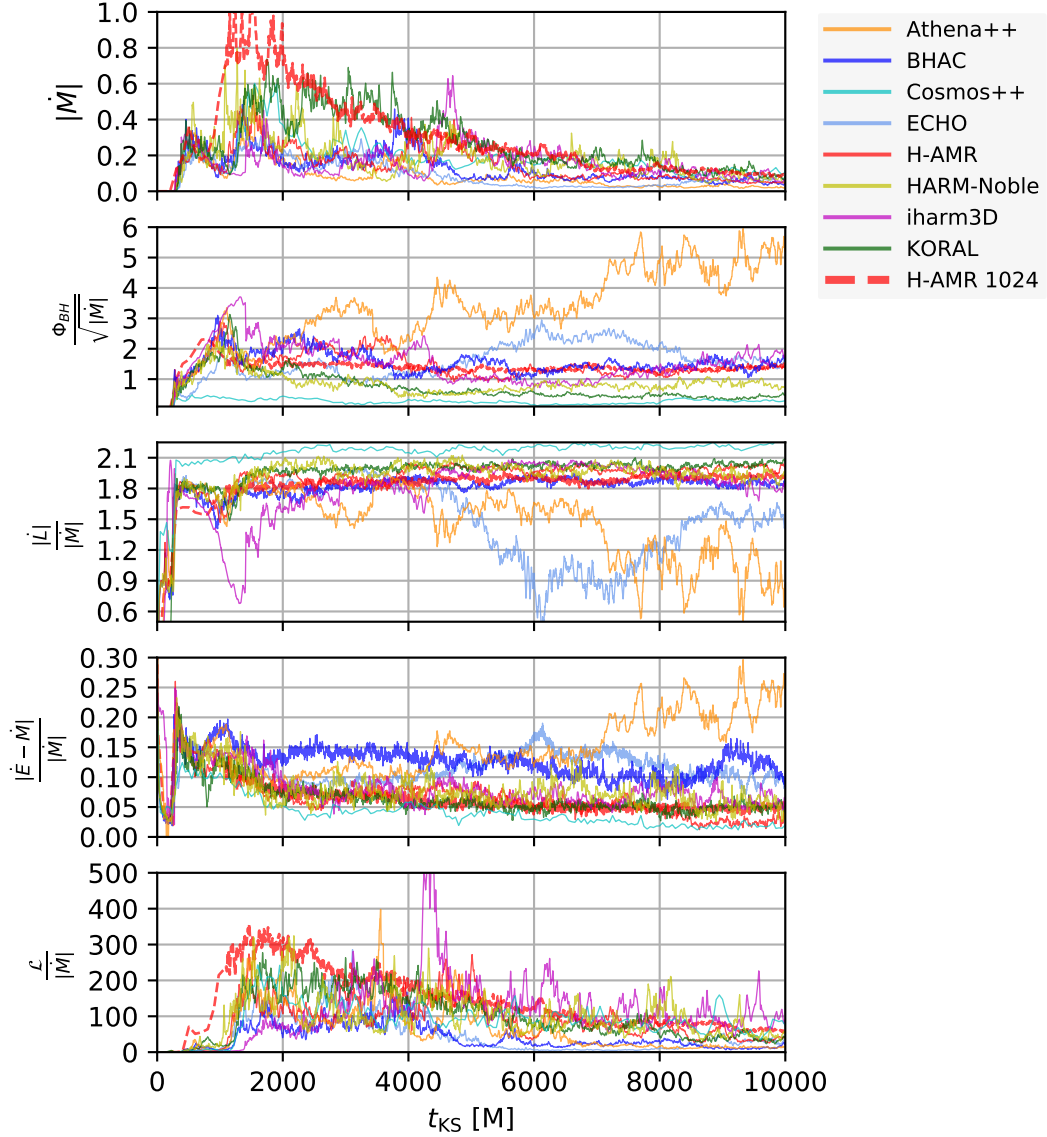 1.0
0.8
0.6
0.4
0.2
0.0
|Ṁ|
Athena++
BHAC
Cosmos++
ECHO
H-AMR
HARM-Noble
iharm3D
KORAL
H-AMR 1024
6
5
4
3
2
1
Φ_BH / √|Ṁ|
2.1
1.8
1.5
1.2
0.9
0.6
|L̇| / |Ṁ|
0.30
0.25
0.20
0.15
0.10
0.05
0.00
|Ė − Ṁ| / |Ṁ|
500
400
300
200
100
0
ℒ / |Ṁ|
0 2000 4000 6000 8000 10000
t_KS [M]